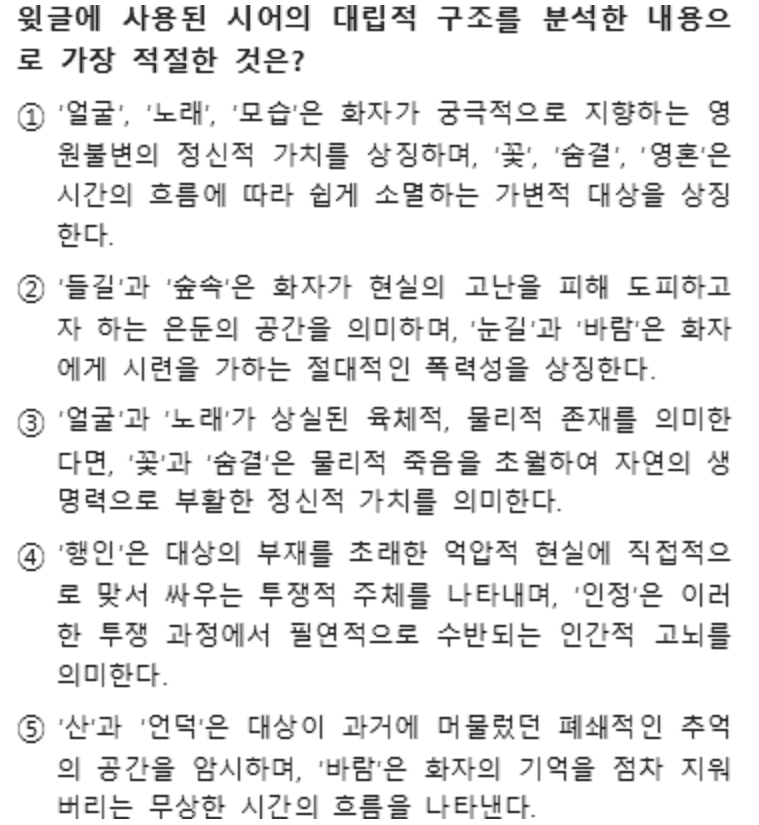 윗글에 사용된 시어의 대립적 구조를 분석한 내용으
로 가장 적절한 것은?
① '얼굴', '노래', '모습'은 화자가 궁극적으로 지향하는 영
원불변의 정신적 가치를 상징하며, '꽃', '숨결', '영혼'은
시간의 흐름에 따라 쉽게 소멸하는 가변적 대상을 상징
한다.
② '들길'과 '숲속'은 화자가 현실의 고난을 피해 도피하고
자 하는 은둔의 공간을 의미하며, '눈길'과 '바람'은 화자
에게 시련을 가하는 절대적인 폭력성을 상징한다.
③ '얼굴'과 '노래'가 상실된 육체적, 물리적 존재를 의미한
다면, '꽃'과 '숨결'은 물리적 죽음을 초월하여 자연의 생
명력으로 부활한 정신적 가치를 의미한다.
④ '행인'은 대상의 부재를 초래한 억압적 현실에 직접적으
로 맞서 싸우는 투쟁적 주체를 나타내며, '인정'은 이러
한 투쟁 과정에서 필연적으로 수반되는 인간적 고뇌를
의미한다.
⑤ '산'과 '언덕'은 대상이 과거에 머물렀던 폐쇄적인 추억
의 공간을 암시하며, '바람'은 화자의 기억을 점차 지워
버리는 무상한 시간의 흐름을 나타낸다.